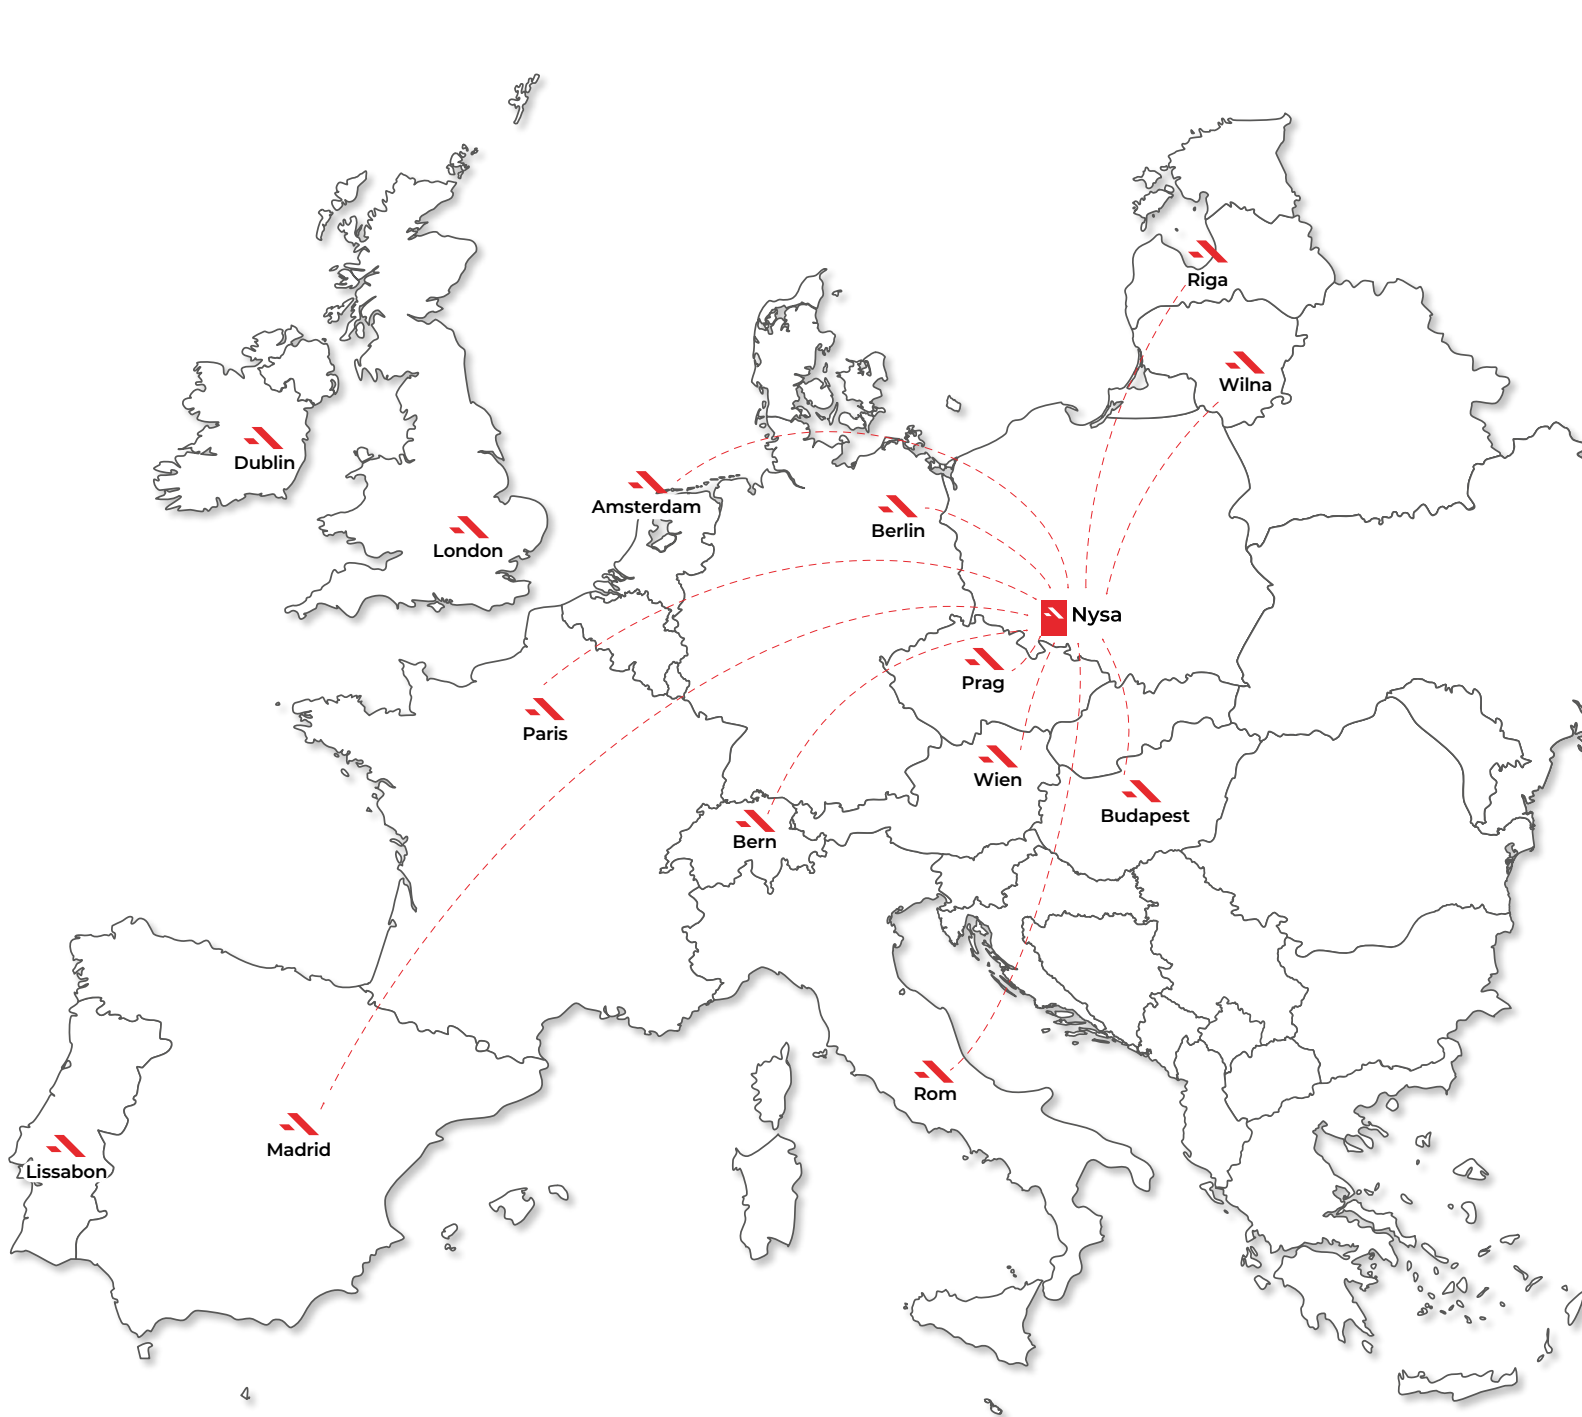 Riga
Wilna
Dublin
Amsterdam
Berlin
London
Nysa
Prag
Paris
Wien
Budapest
Bern
Rom
Madrid
Lissabon